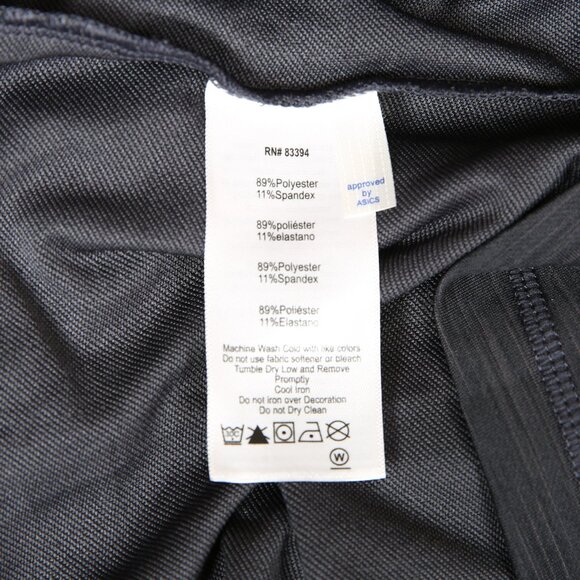 RN# 83394
89%Polyester
11%Spandex
approved
by
ASICS
89%poliéster
11%elastano
89%Polyester
11%Spandex
89%Poliéster
11%Elastano
Machine Wash Cold with like colors
Do not use fabric softener or bleach
Tumble Dry Low and Remove
Promptly
Cool Iron
Do not iron over Decoration
Do not Dry Clean
W